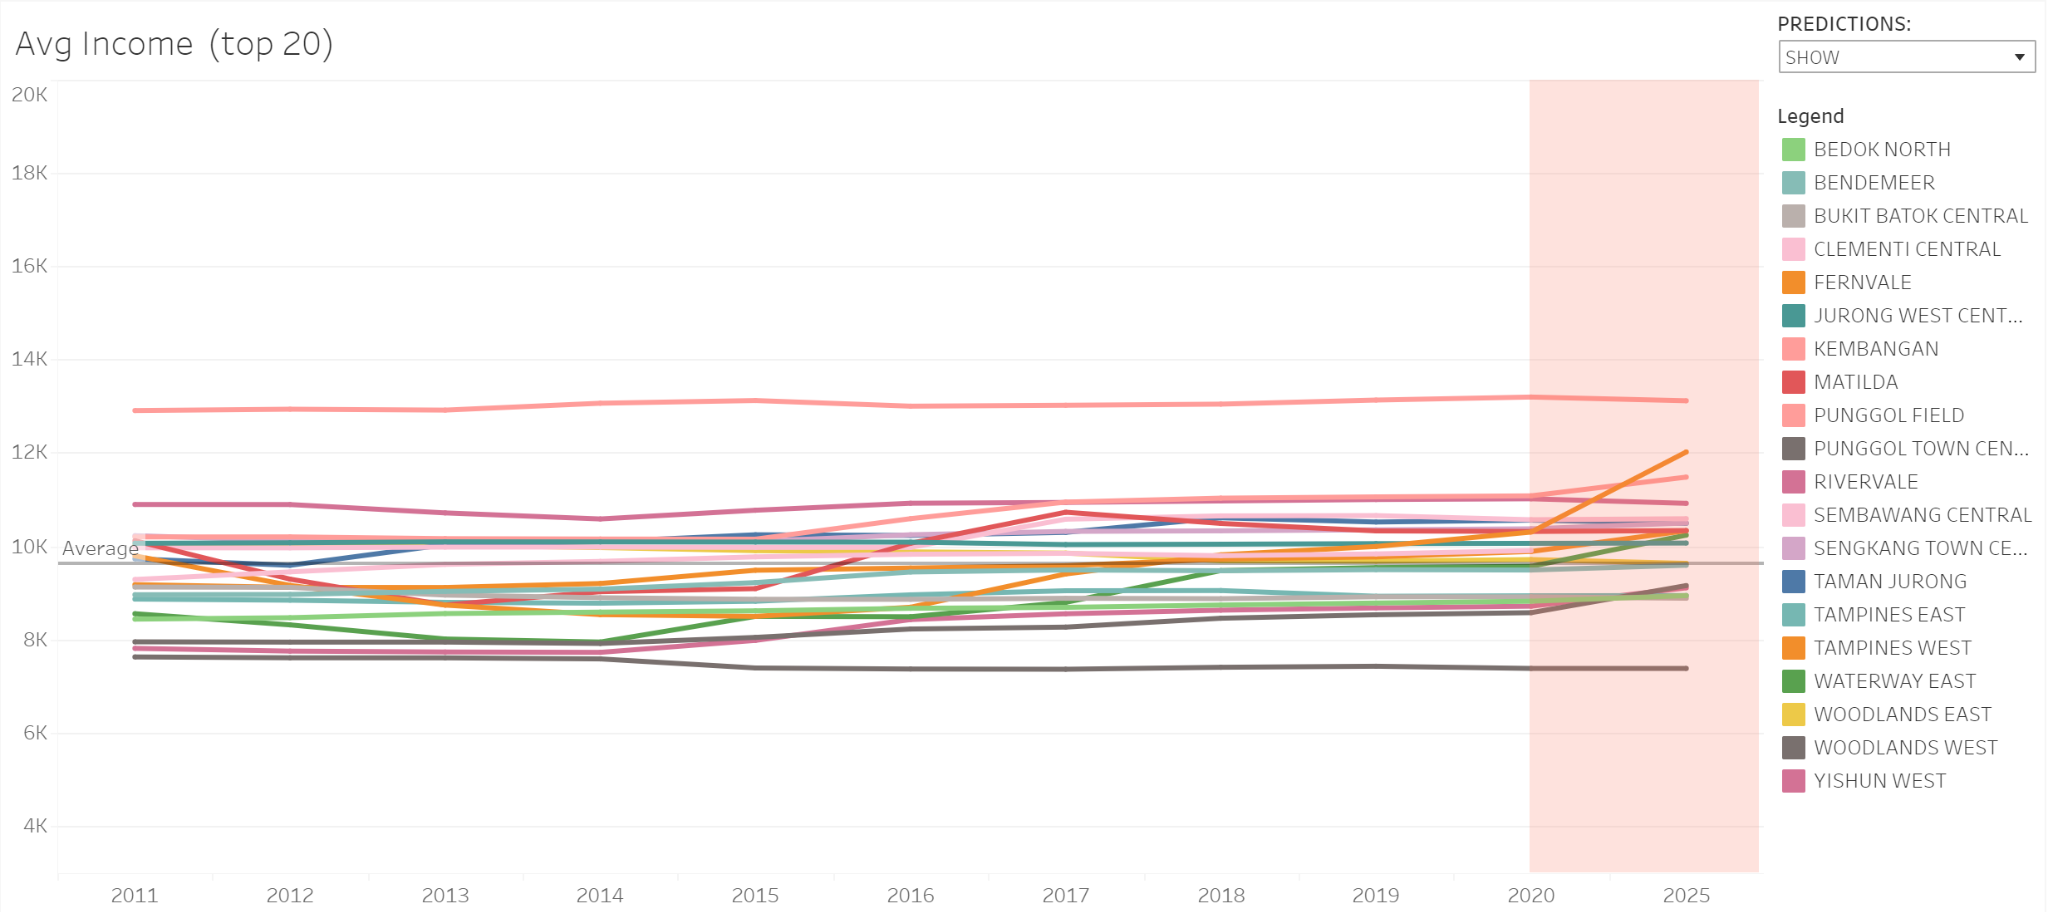 Avg Income (top 20)
20K
18K
16K
14K
12K
10K
8K
6K
4K
Average
2011 2012 2013 2014 2015 2016 2017 2018 2019 2020 2025
PREDICTIONS:
SHOW
Legend
BEDOK NORTH
BENDEMEER
BUKIT BATOK CENTRAL
CLEMENTI CENTRAL
FERNVALE
JURONG WEST CENT...
KEMBANGAN
MATILDA
PUNGGOL FIELD
PUNGGOL TOWN CEN...
RIVERVALE
SEMBAWANG CENTRAL
SENGKANG TOWN CE...
TAMAN JURONG
TAMPINES EAST
TAMPINES WEST
WATERWAY EAST
WOODLANDS EAST
WOODLANDS WEST
YISHUN WEST